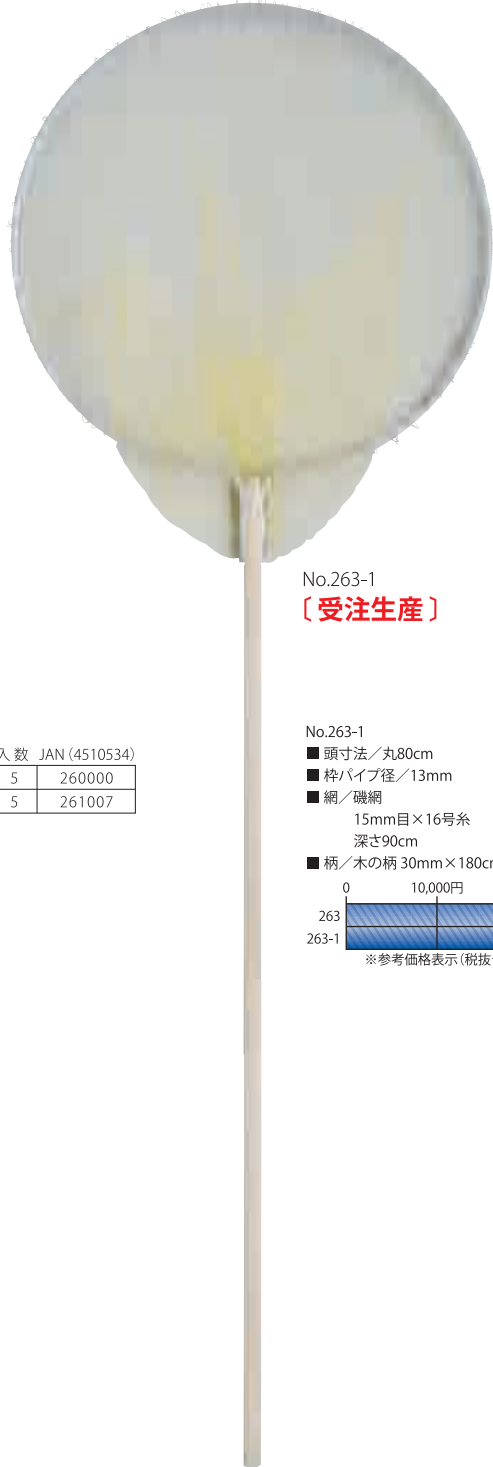 No.263-1
〔受注生産〕
入数 JAN(4510534)
5 260000
5 261007
No.263-1
■頭寸法／丸80cm
■枠パイプ径／13mm
■網／磯網
15mm目×16号糸
深さ90cm
■柄／木の柄 30mm×180cm
0 10,000円
263
263-1
※参考価格表示(税抜